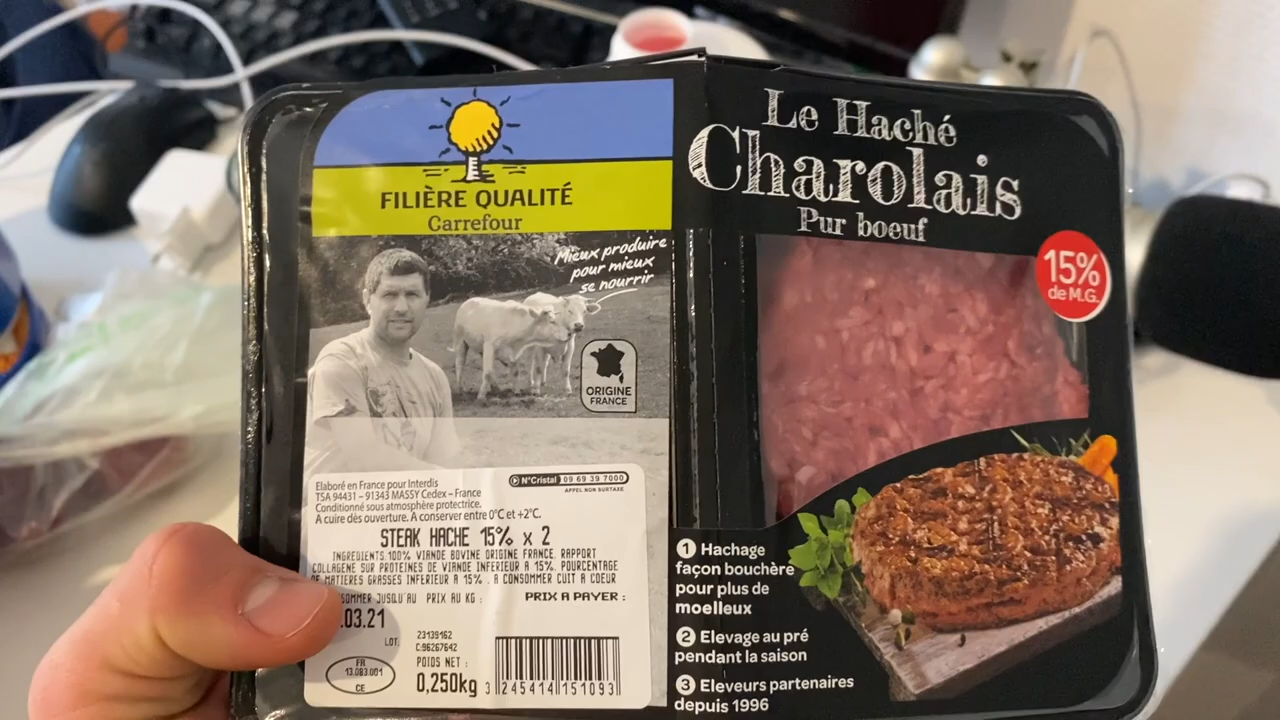 FILIÈRE QUALITÉ
Carrefour
Mieux produire
pour mieux
se nourrir
ORIGINE
FRANCE
Elaboré en France pour Interdis
TSA 94431 – 91343 MASSY Cedex – France
Conditionné sous atmosphère protectrice.
A cuire dès ouverture. A conserver entre 0°C et +2°C.
N°Cristal 09 69 39 7000
APPEL NON SURTAXE
STEAK HACHE 15% x 2
INGREDIENTS.100% VIANDE BOVINE ORIGINE FRANCE. RAPPORT
COLLAGENE SUR PROTEINES DE VIANDE INFERIEUR A 15%. POURCENTAGE
MATIERES GRASSES INFERIEUR A 15% . A CONSOMMER CUIT A COEUR
JUSQU'AU PRIX AU KG : PRIX A PAYER :
.03.21
LOT. 23139162
C:96267642
POIDS NET :
0,250kg
FR
13.083.001
CE
3 245414 151093
Le Haché
Charolais
Pur boeuf
15%
de M.G.
1 Hachage
façon bouchère
pour plus de
moelleux
2 Elevage au pré
pendant la saison
3 Eleveurs partenaires
depuis 1996